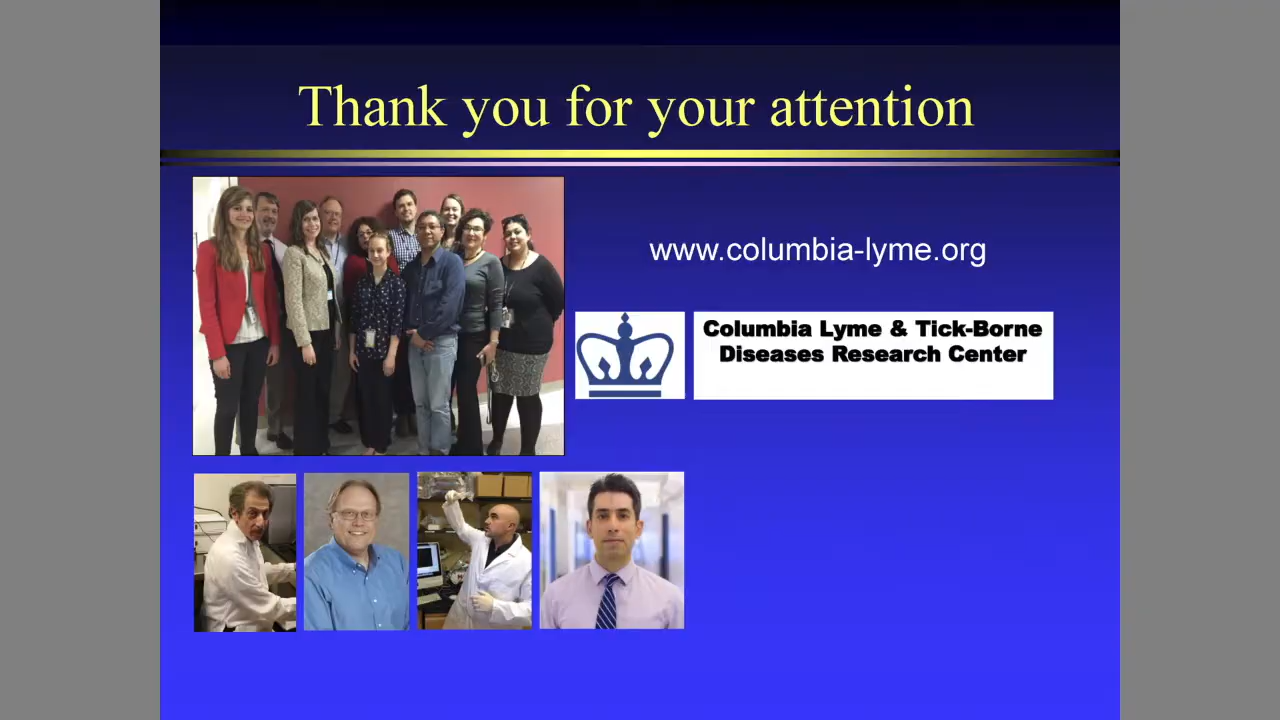 Thank you for your attention
www.columbia-lyme.org
Columbia Lyme & Tick-Borne
Diseases Research Center